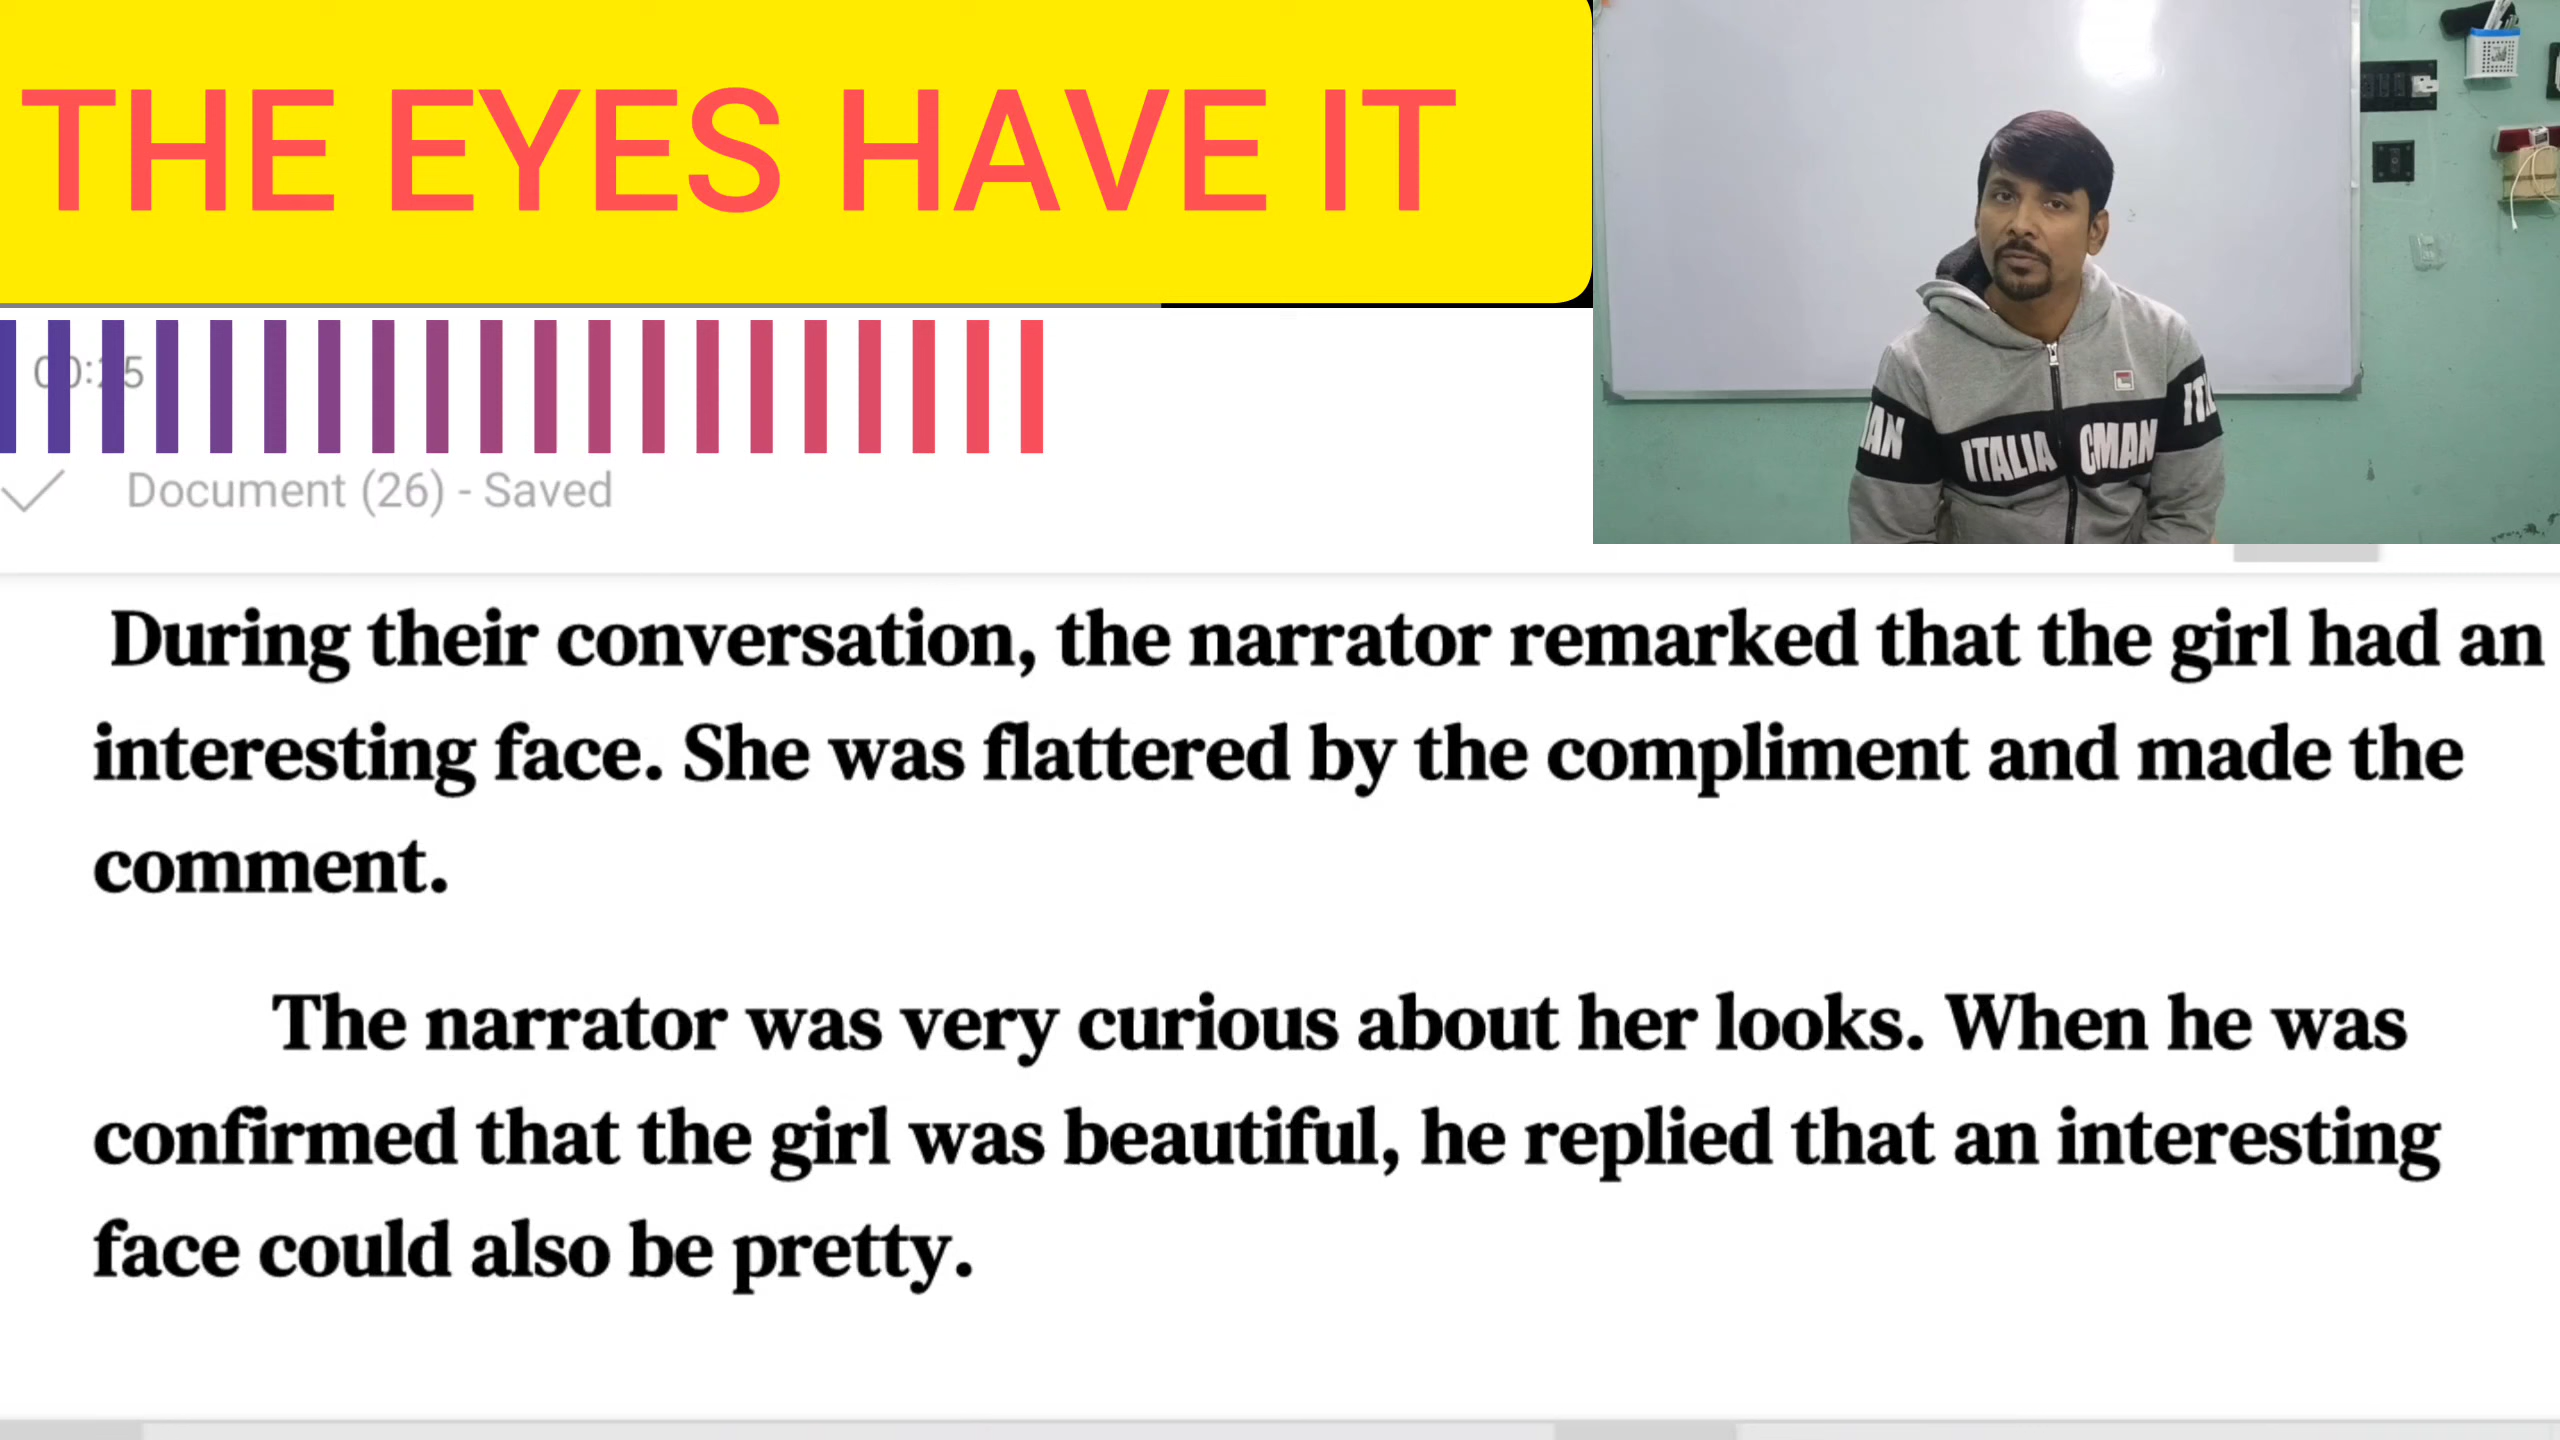 THE EYES HAVE IT
Document (26) - Saved
MAN
ITALIA CMAN
During their conversation, the narrator remarked that the girl had an
interesting face. She was flattered by the compliment and made the
comment.
The narrator was very curious about her looks. When he was
confirmed that the girl was beautiful, he replied that an interesting
face could also be pretty.